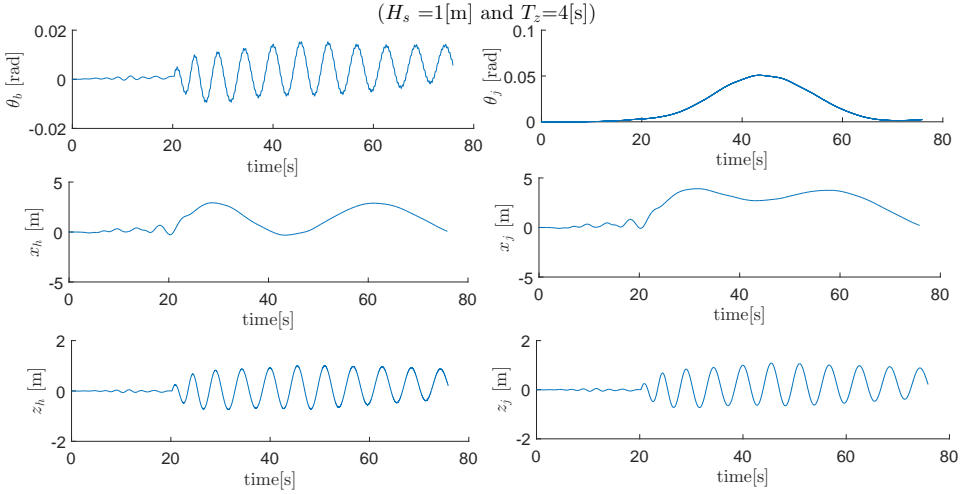 (H_s =1[m] and T_z=4[s])
0.02
0
-0.02
θ_b [rad]
0 20 40 60 80
time[s]
0.1
0.05
0
θ_j [rad]
0 20 40 60 80
time[s]
5
0
-5
x_h [m]
0 20 40 60 80
time[s]
5
0
-5
x_j [m]
0 20 40 60 80
time[s]
2
0
-2
z_h [m]
0 20 40 60 80
time[s]
2
0
-2
z_j [m]
0 20 40 60 80
time[s]